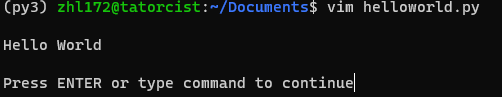 (py3) zhl172@tatorcist:~/Documents$ vim helloworld.py
Hello World
Press ENTER or type command to continue